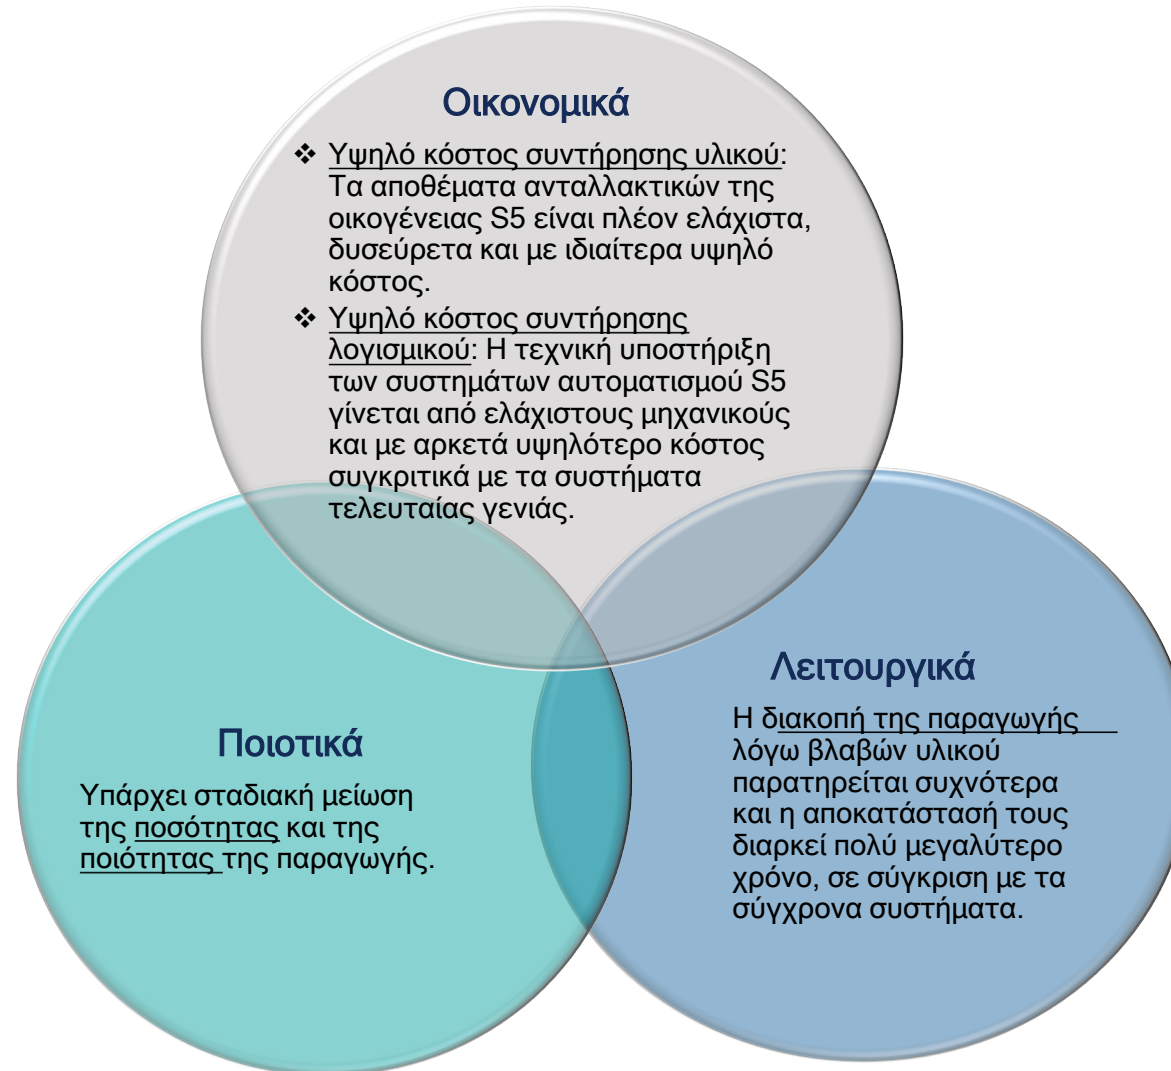 Οικονομικά
❖ Υψηλό κόστος συντήρησης υλικού:
Τα αποθέματα ανταλλακτικών της
οικογένειας S5 είναι πλέον ελάχιστα,
δυσεύρετα και με ιδιαίτερα υψηλό
κόστος.
❖ Υψηλό κόστος συντήρησης
λογισμικού: Η τεχνική υποστήριξη
των συστημάτων αυτοματισμού S5
γίνεται από ελάχιστους μηχανικούς
και με αρκετά υψηλότερο κόστος
συγκριτικά με τα συστήματα
τελευταίας γενιάς.
Ποιοτικά
Υπάρχει σταδιακή μείωση
της ποσότητας και της
ποιότητας της παραγωγής.
Λειτουργικά
Η διακοπή της παραγωγής
λόγω βλαβών υλικού
παρατηρείται συχνότερα
και η αποκατάστασή τους
διαρκεί πολύ μεγαλύτερο
χρόνο, σε σύγκριση με τα
σύγχρονα συστήματα.